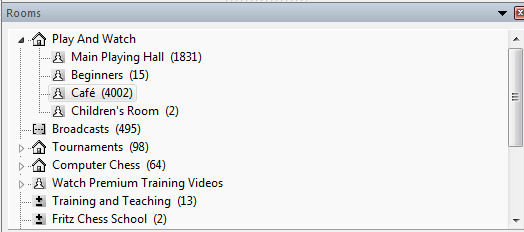 Rooms
Play And Watch
Main Playing Hall (1831)
Beginners (15)
Café (4002)
Children's Room (2)
Broadcasts (495)
Tournaments (98)
Computer Chess (64)
Watch Premium Training Videos
Training and Teaching (13)
Fritz Chess School (2)